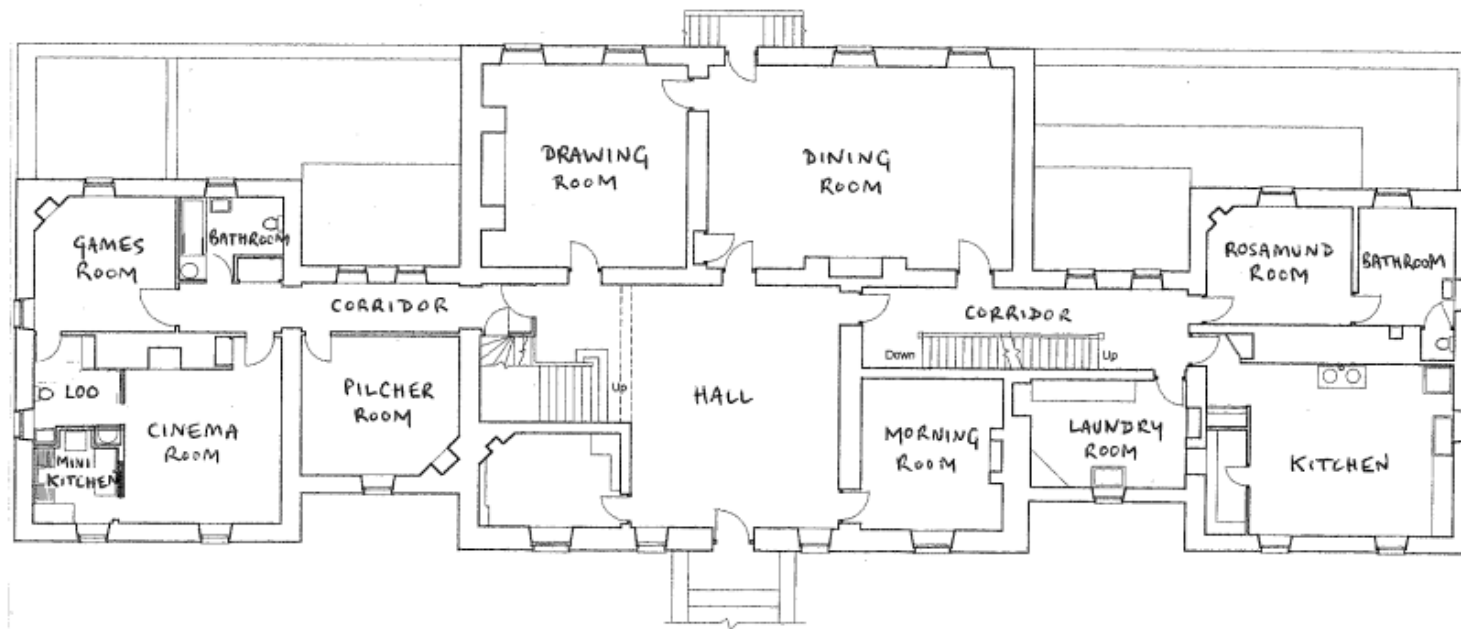 DRAWING
ROOM
DINING
ROOM
GAMES
ROOM
BATHROOM
ROSAMUND
ROOM
BATHROOM
CORRIDOR
CORRIDOR
Down
Up
Up
LOO
PILCHER
ROOM
HALL
CINEMA
ROOM
MINI
KITCHEN
MORNING
ROOM
LAUNDRY
ROOM
KITCHEN